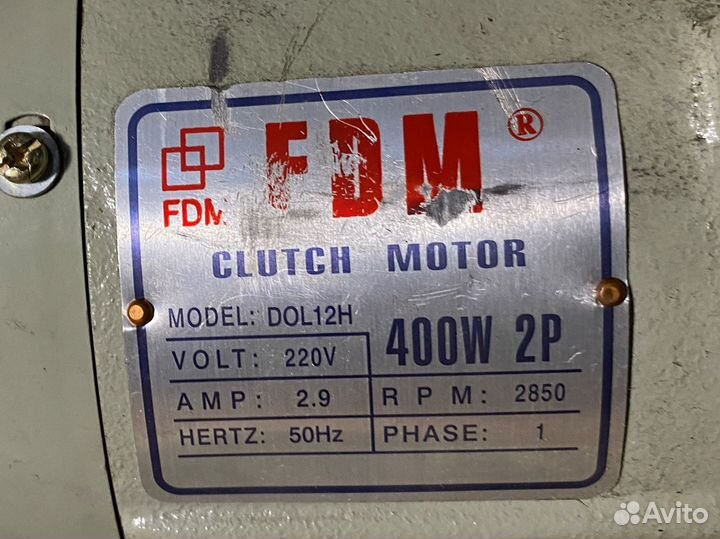 FDM®
FDM
CLUTCH MOTOR
MODEL: DOL12H
400W 2P
VOLT: 220V
AMP: 2.9
RPM: 2850
HERTZ: 50Hz
PHASE: 1
Avito